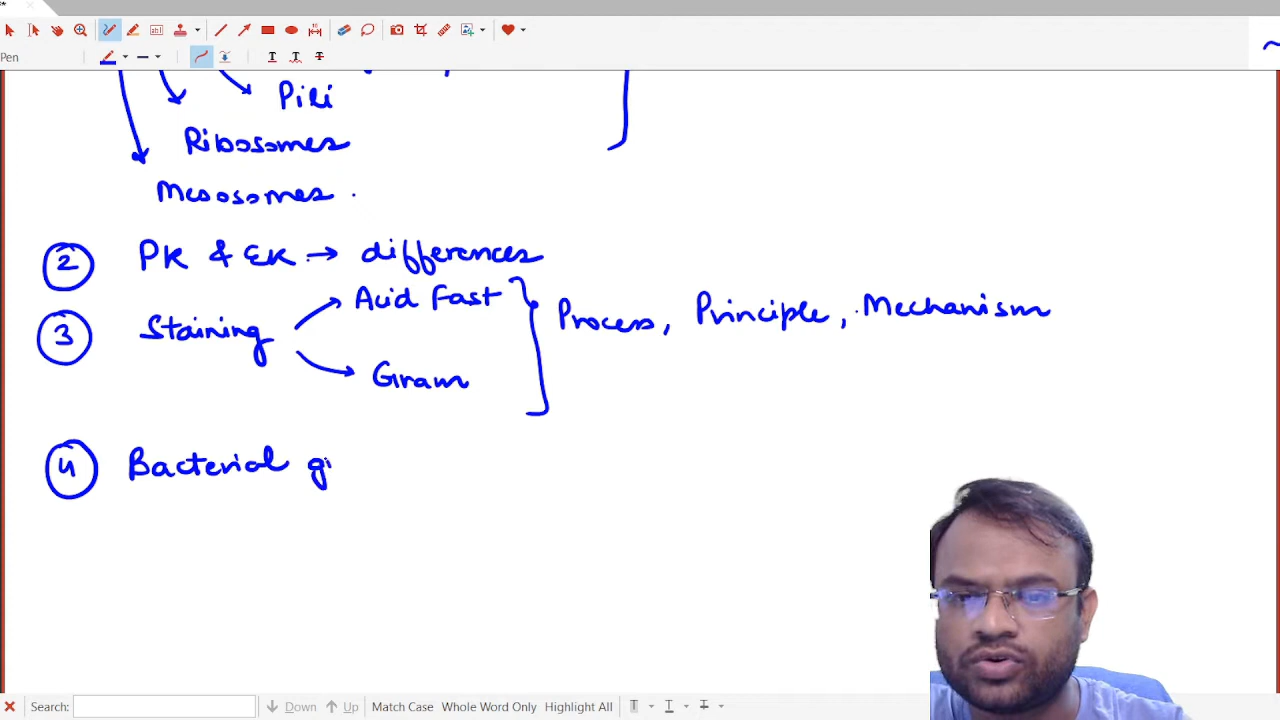 Pen
Pili
Ribosomes
Mesosomes .
2 PK & EK → differences
3 Staining Acid Fast Process, Principle, Mechanism
Gram
4 Bacterial
Search: Down Up Match Case Whole Word Only Highlight All